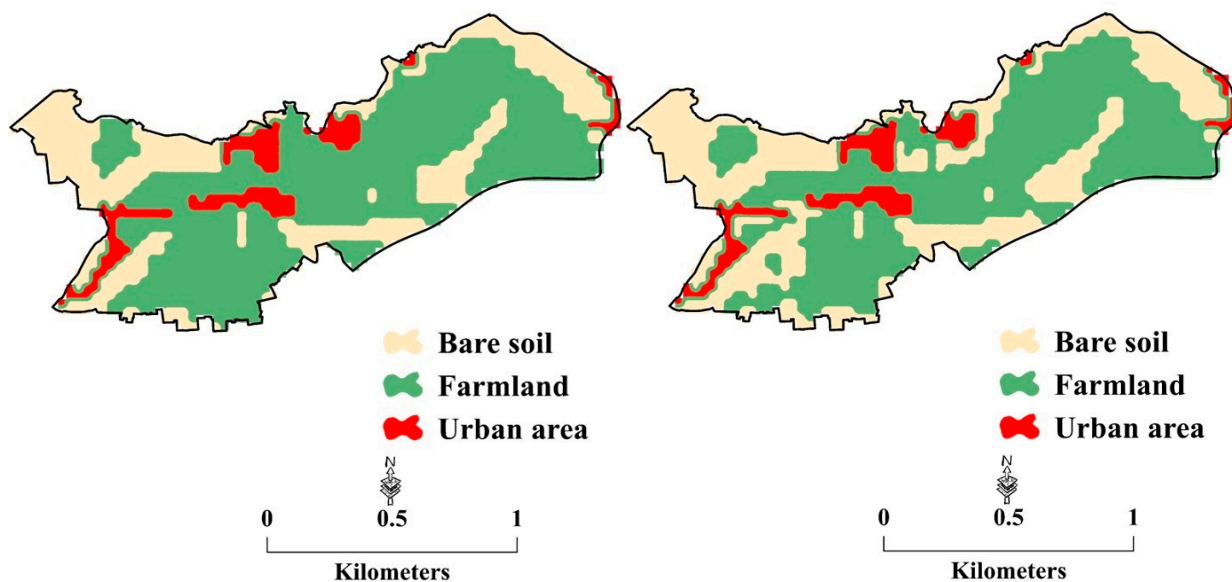 Bare soil
Farmland
Urban area
N
0 0.5 1
Kilometers
Bare soil
Farmland
Urban area
N
0 0.5 1
Kilometers